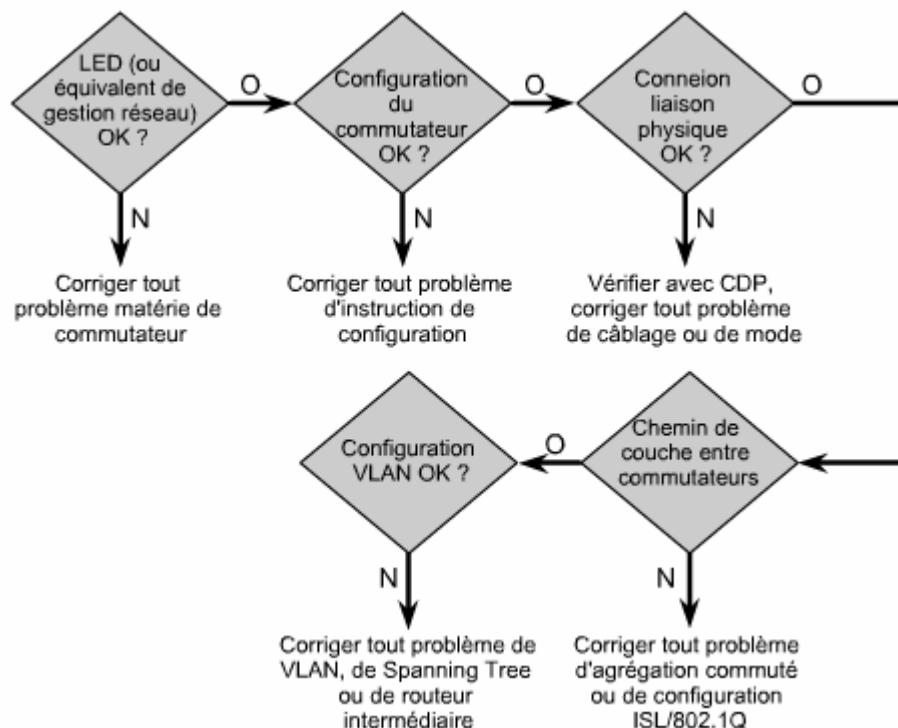 LED (ou
équivalent de
gestion réseau)
OK ?
O
Configuration
du
commutateur
OK ?
O
Conneion
liaison
physique
OK ?
O
N
N
N
Corriger tout
problème matérie de
commutateur
Corriger tout problème
d'instruction de
configuration
Vérifier avec CDP,
corriger tout problème
de câblage ou de mode
Chemin de
couche entre
commutateurs
O
Configuration
VLAN OK ?
N
N
Corriger tout problème de
VLAN, de Spanning Tree
ou de routeur
intermédiaire
Corriger tout problème
d'agrégation commuté
ou de configuration
ISL/802.1Q